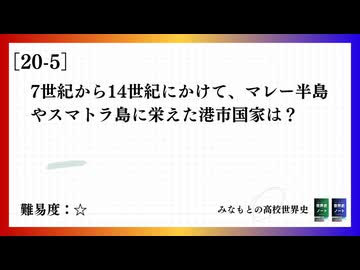 [20-5]
7世紀から14世紀にかけて、マレー半島
やスマトラ島に栄えた港市国家は？
難易度：☆
みなもとの高校世界史